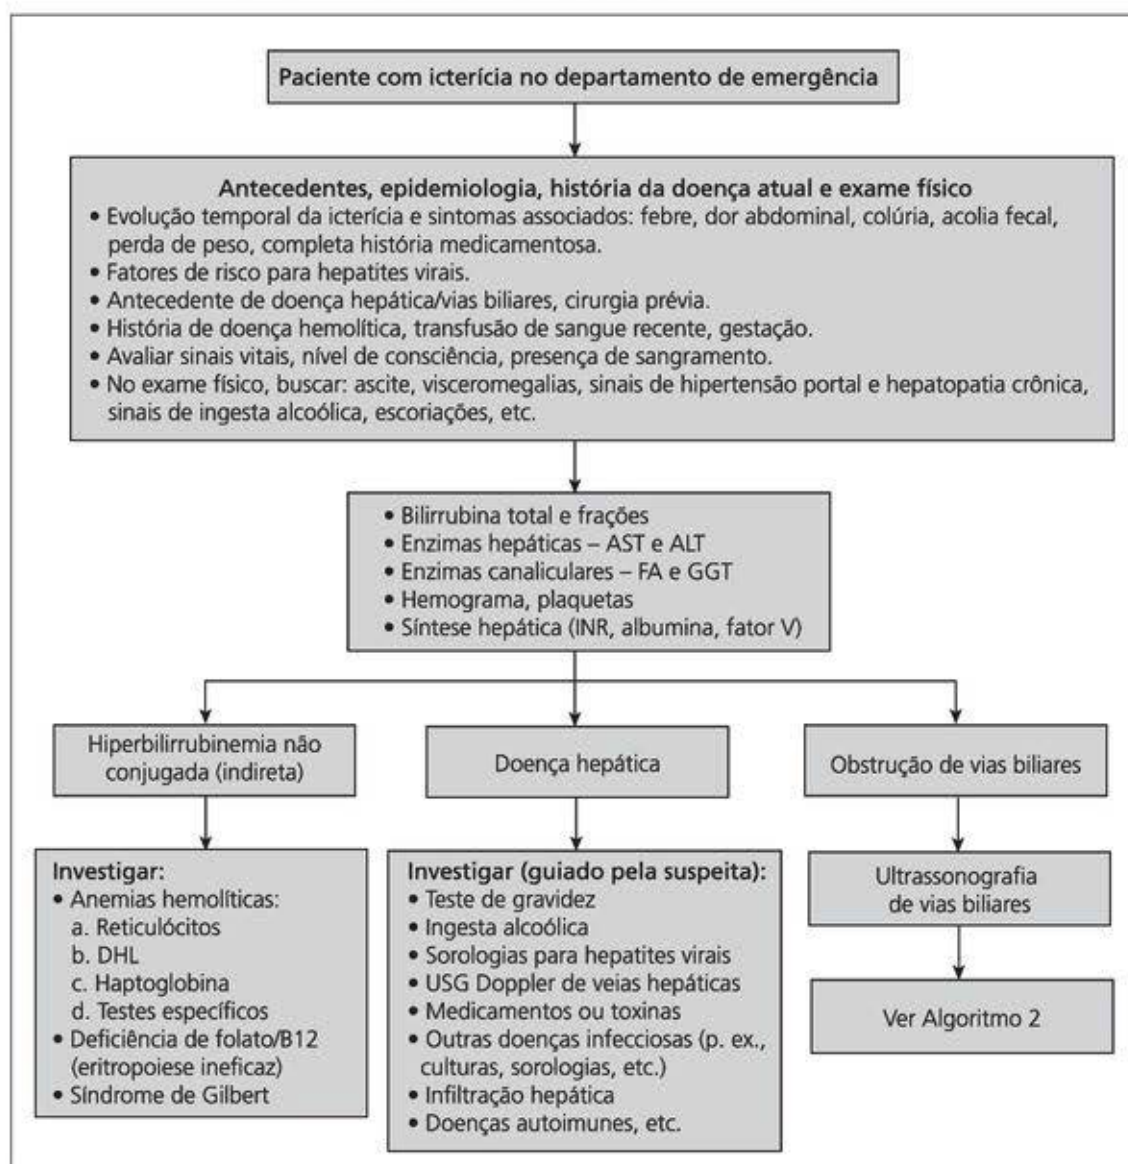 Paciente com icterícia no departamento de emergência
Antecedentes, epidemiologia, história da doença atual e exame físico
• Evolução temporal da icterícia e sintomas associados: febre, dor abdominal, colúria, acolia fecal,
perda de peso, completa história medicamentosa.
• Fatores de risco para hepatites virais.
• Antecedente de doença hepática/vias biliares, cirurgia prévia.
• História de doença hemolítica, transfusão de sangue recente, gestação.
• Avaliar sinais vitais, nível de consciência, presença de sangramento.
• No exame físico, buscar: ascite, visceromegalias, sinais de hipertensão portal e hepatopatia crônica,
sinais de ingesta alcoólica, escoriações, etc.
• Bilirrubina total e frações
• Enzimas hepáticas – AST e ALT
• Enzimas canaliculares – FA e GGT
• Hemograma, plaquetas
• Síntese hepática (INR, albumina, fator V)
Hiperbilirrubinemia não
conjugada (indireta)
Investigar:
• Anemias hemolíticas:
a. Reticulócitos
b. DHL
c. Haptoglobina
d. Testes específicos
• Deficiência de folato/B12
(eritropoiese ineficaz)
• Síndrome de Gilbert
Doença hepática
Investigar (guiado pela suspeita):
• Teste de gravidez
• Ingesta alcoólica
• Sorologias para hepatites virais
• USG Doppler de veias hepáticas
• Medicamentos ou toxinas
• Outras doenças infecciosas (p. ex.,
culturas, sorologias, etc.)
• Infiltração hepática
• Doenças autoimunes, etc.
Obstrução de vias biliares
Ultrassonografia
de vias biliares
Ver Algoritmo 2